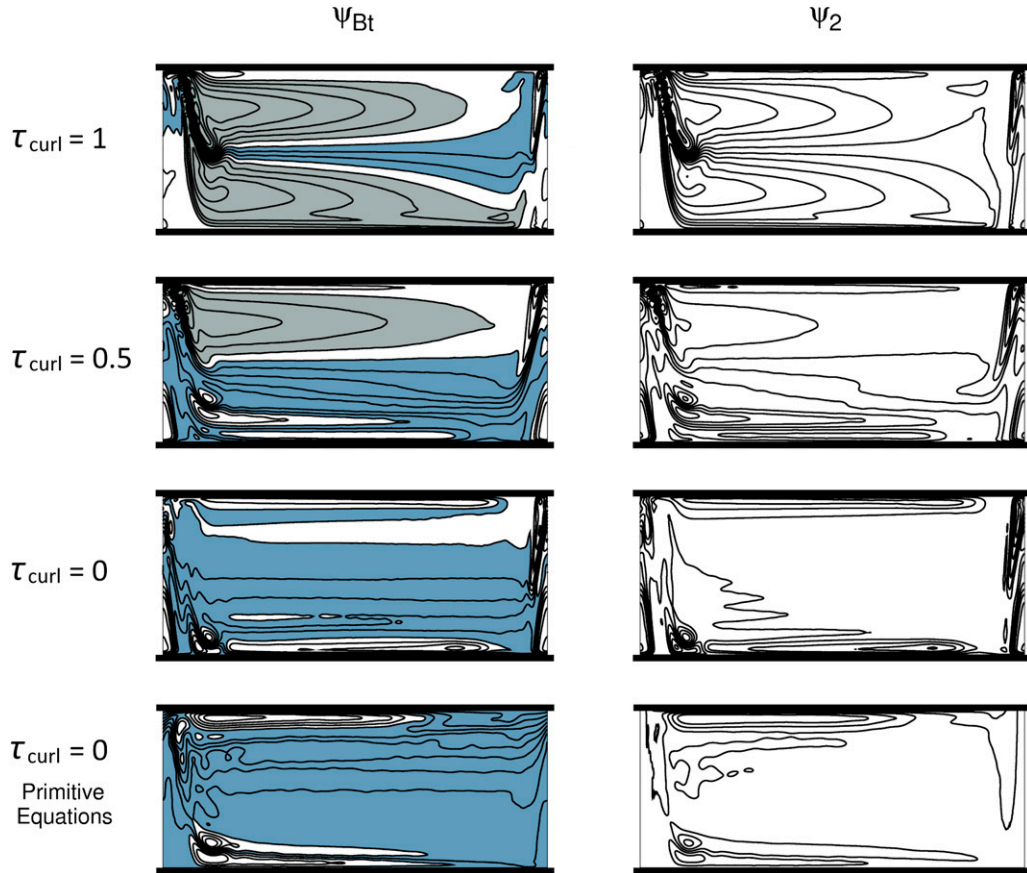 ψBt ψ2
τcurl = 1
τcurl = 0.5
τcurl = 0
τcurl = 0
Primitive
Equations